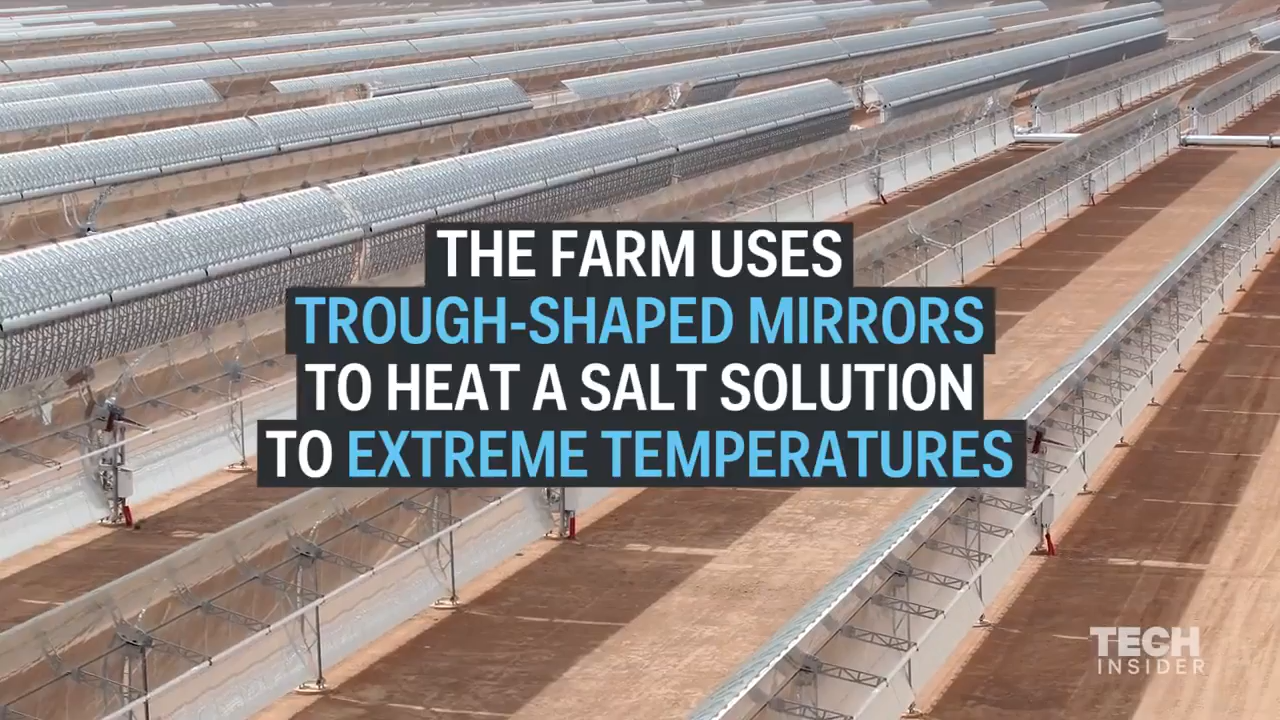 THE FARM USES
TROUGH-SHAPED MIRRORS
TO HEAT A SALT SOLUTION
TO EXTREME TEMPERATURES
TECH
INSIDER